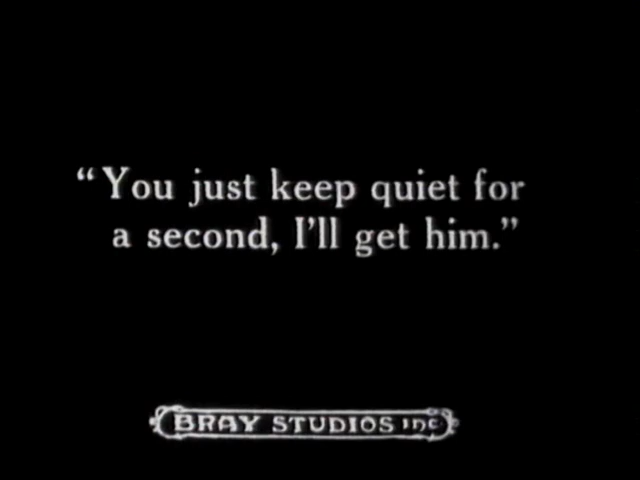 “You just keep quiet for
a second, I’ll get him.”
BRAY STUDIOS INC